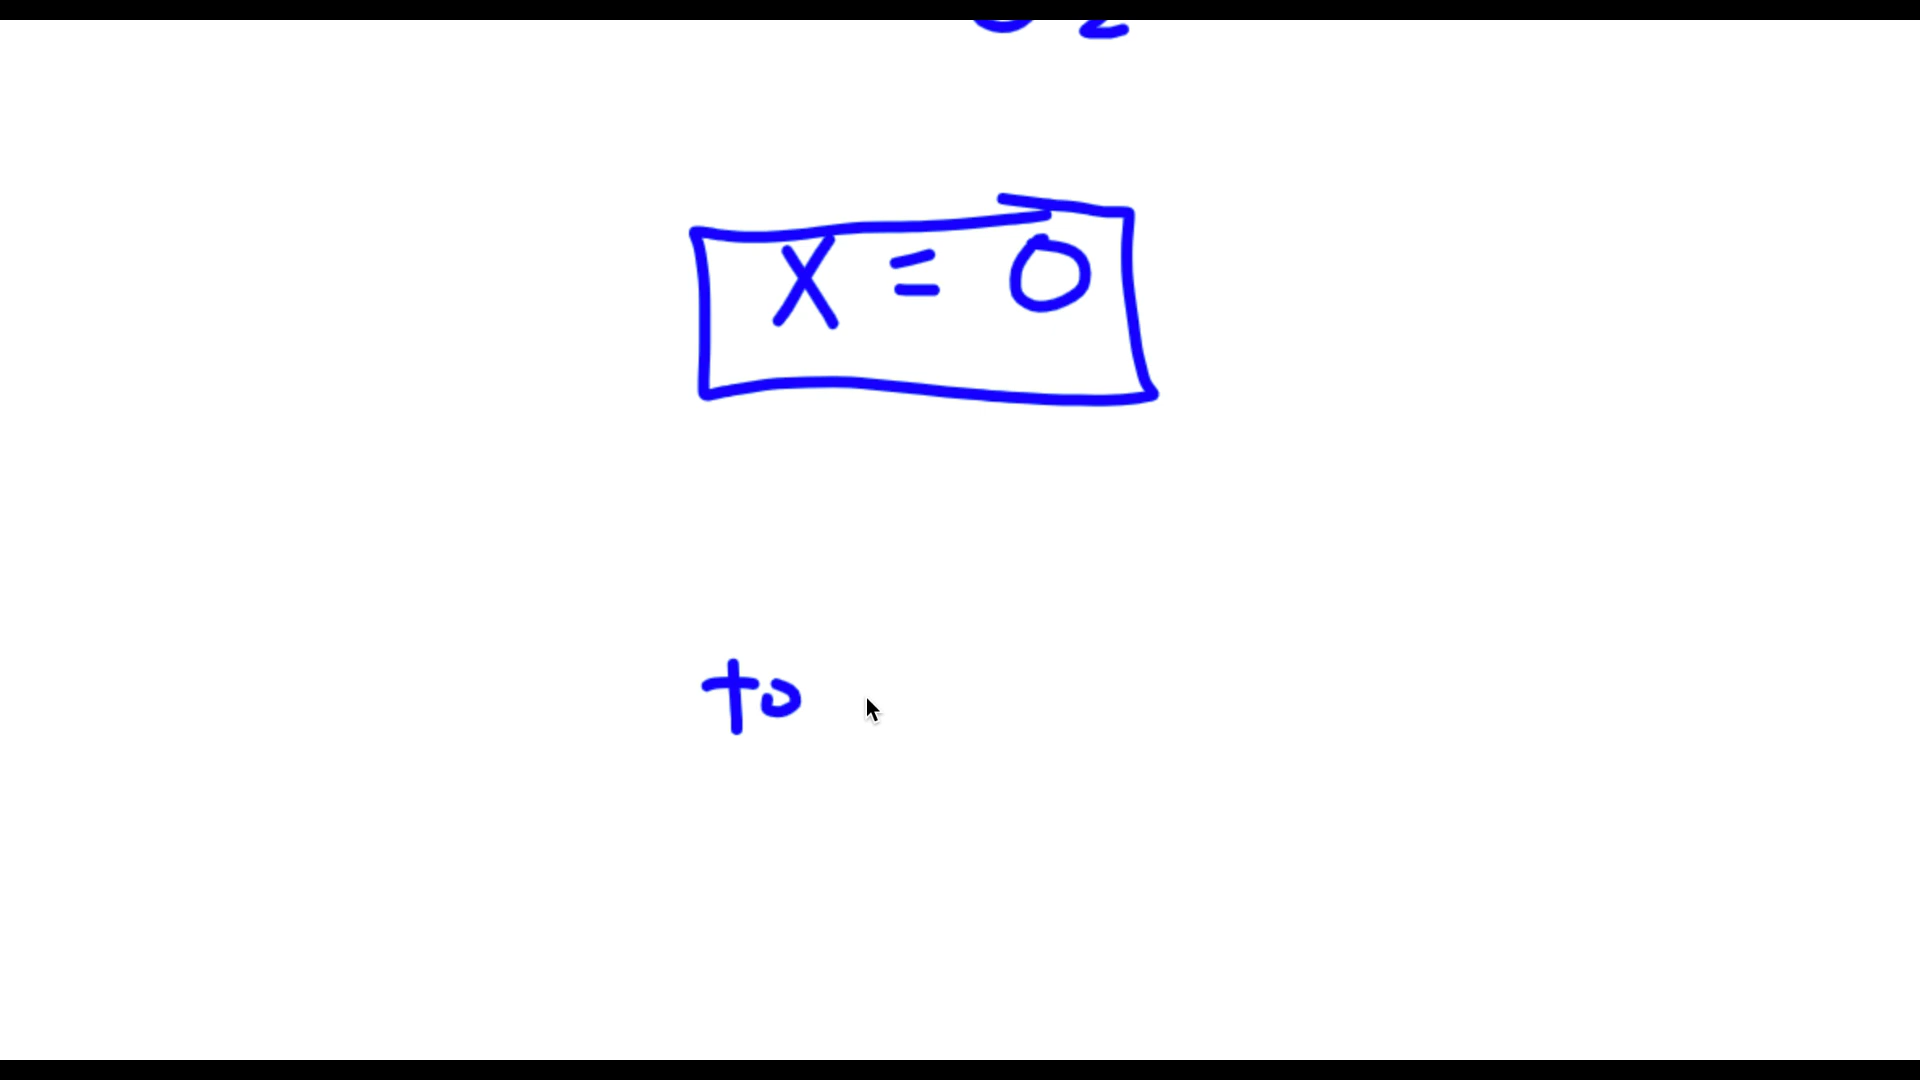 X = 0
to